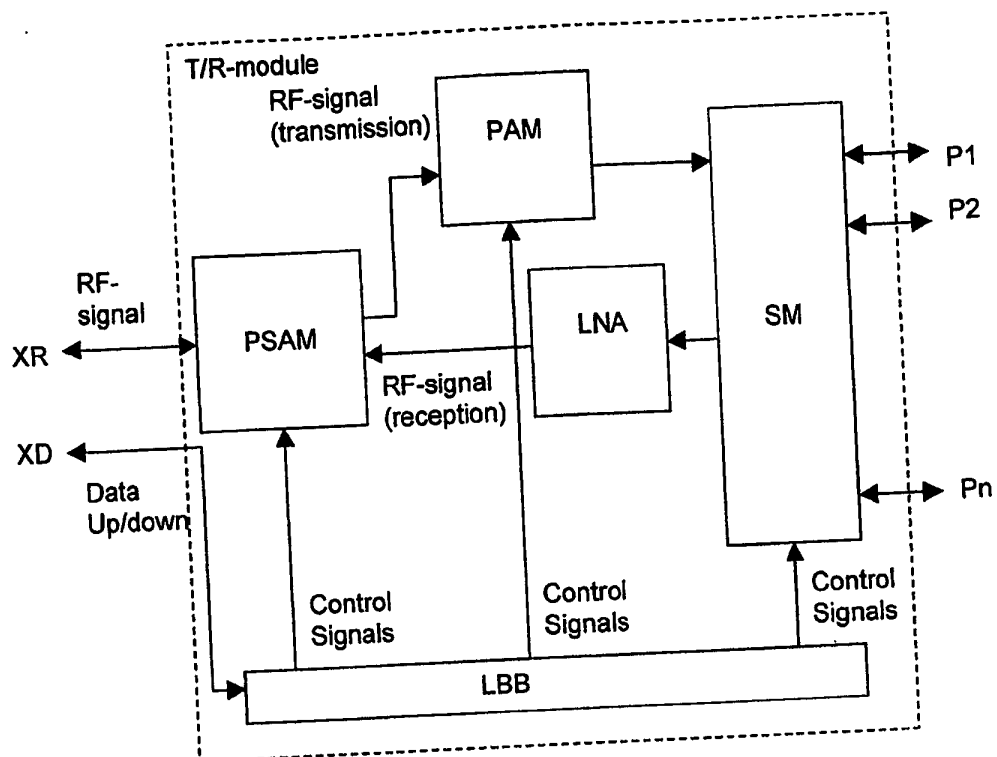 T/R-module
RF-signal
(transmission)
PAM
P1
P2
RF-
signal
PSAM
LNA
SM
XR
RF-signal
(reception)
XD
Data
Up/down
Pn
Control
Signals
Control
Signals
Control
Signals
LBB